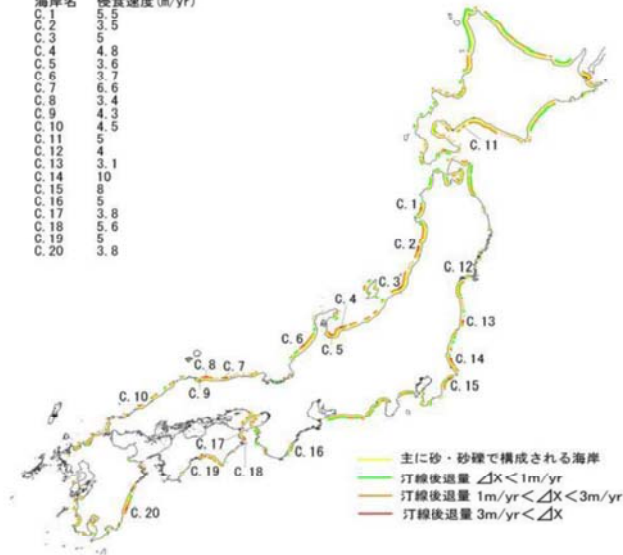 海岸名 侵食速度(m/yr)
C.1 5.5
C.2 3.5
C.3 5
C.4 4.8
C.5 3.6
C.6 3.7
C.7 6.6
C.8 3.4
C.9 4.3
C.10 4.5
C.11 5
C.12 4
C.13 3.1
C.14 10
C.15 8
C.16 5
C.17 3.8
C.18 5.6
C.19 5
C.20 3.8
C.11
C.1
C.2
C.12
C.3
C.4
C.13
C.6
C.5
C.14
C.8 C.7
C.15
C.9
C.10
C.17
C.16
C.19 C.18
C.20
主に砂・砂礫で構成される海岸
汀線後退量 ⊿X<1m/yr
汀線後退量 1m/yr<⊿X<3m/yr
汀線後退量 3m/yr<⊿X